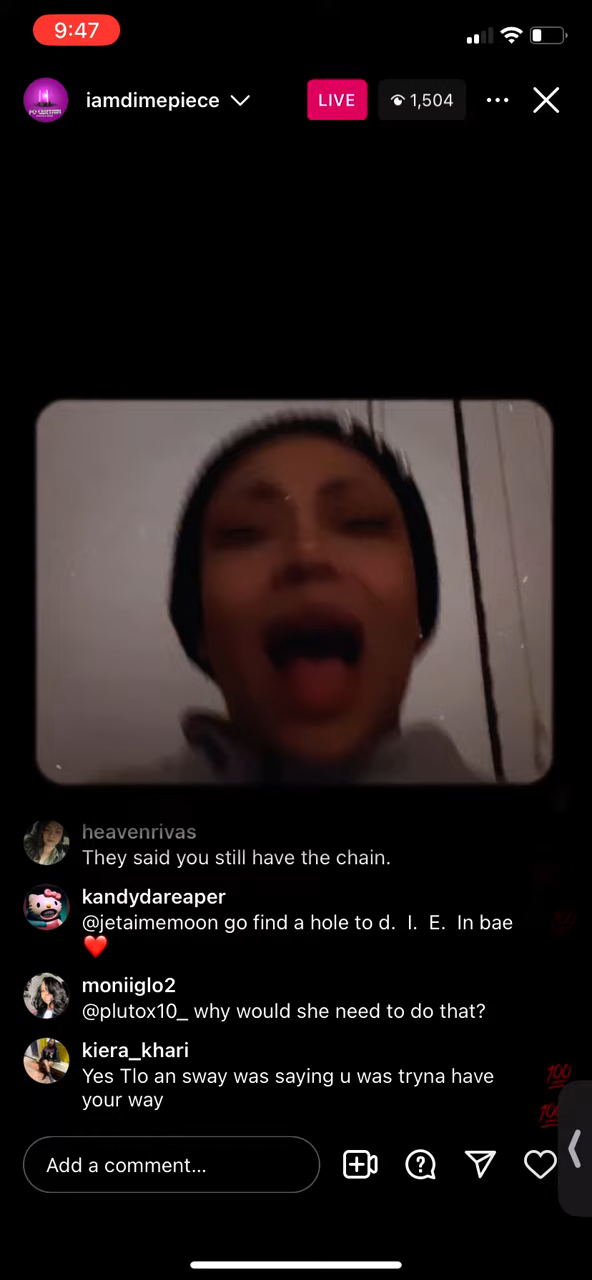 9:47
iamdimepiece
LIVE
1,504
heavenrivas
They said you still have the chain.
kandydareaper
@jetaimemoon go find a hole to d. I. E. In bae
❤️
moniiglo2
@plutox10_ why would she need to do that?
kiera_khari
Yes Tlo an sway was saying u was tryna have
your way
100
100
Add a comment...